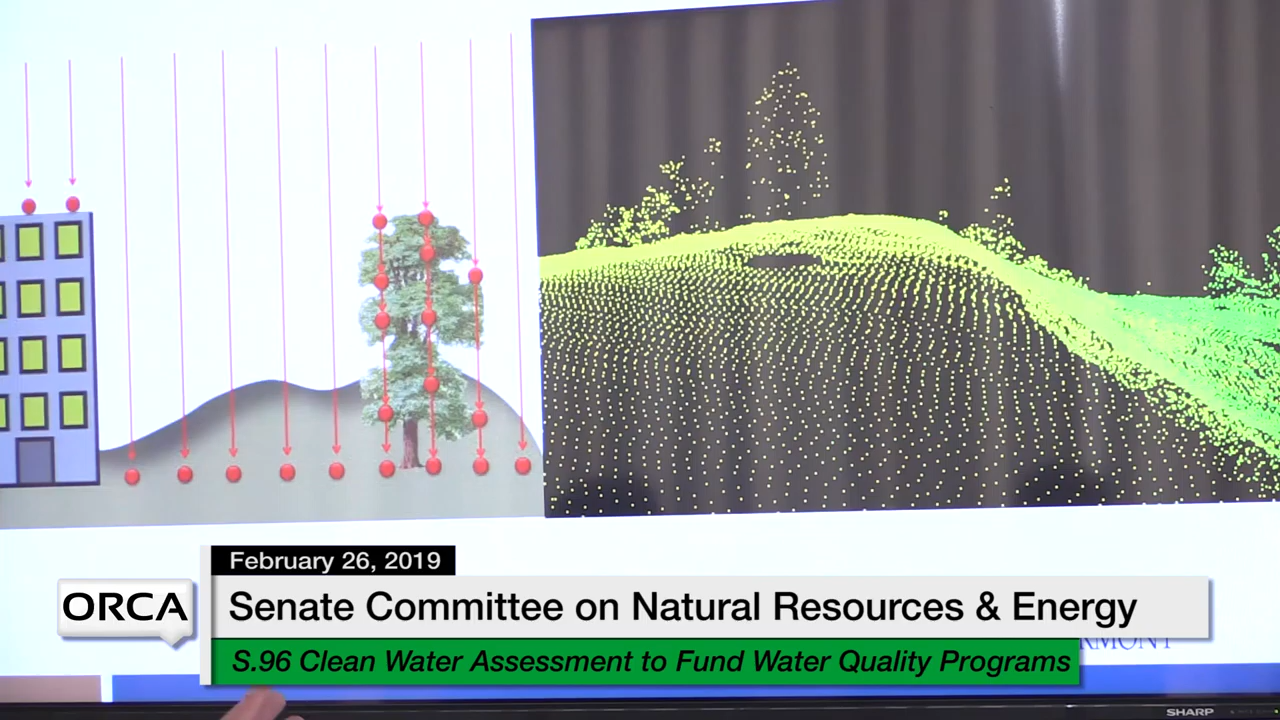 February 26, 2019
ORCA
Senate Committee on Natural Resources & Energy
S.96 Clean Water Assessment to Fund Water Quality Programs
SHARP